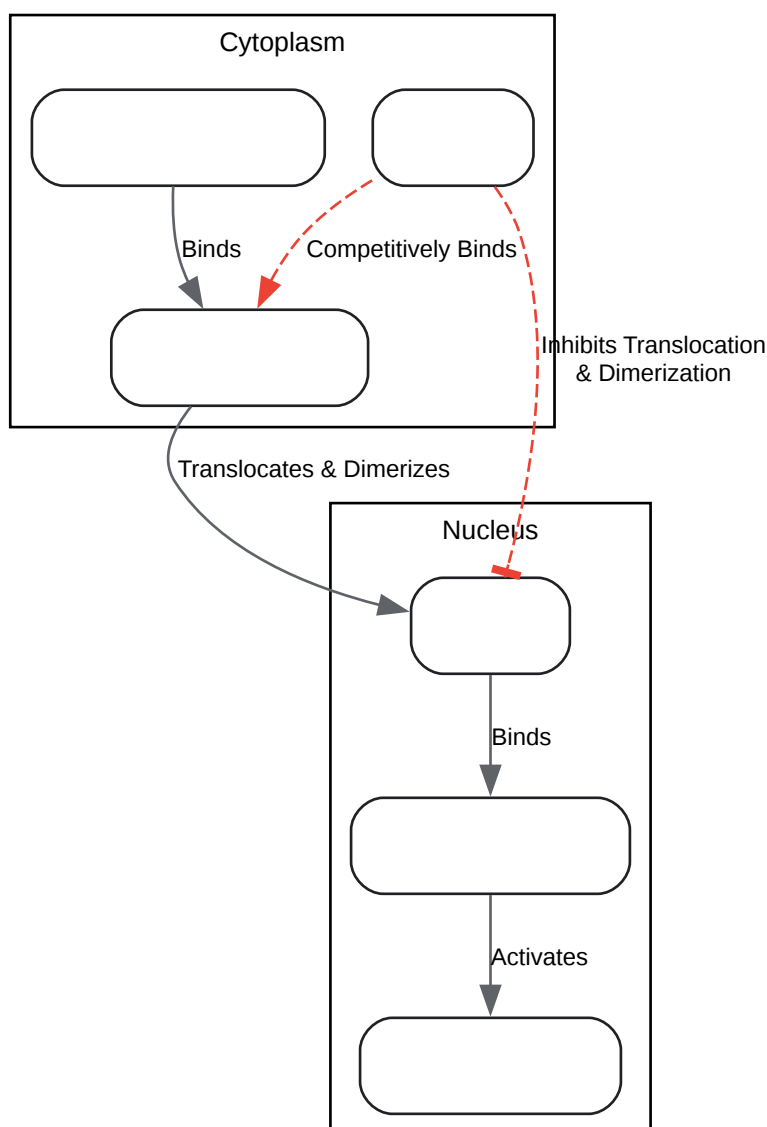 Cytoplasm
Binds
Competitively Binds
Inhibits Translocation
& Dimerization
Translocates & Dimerizes
Nucleus
Binds
Activates